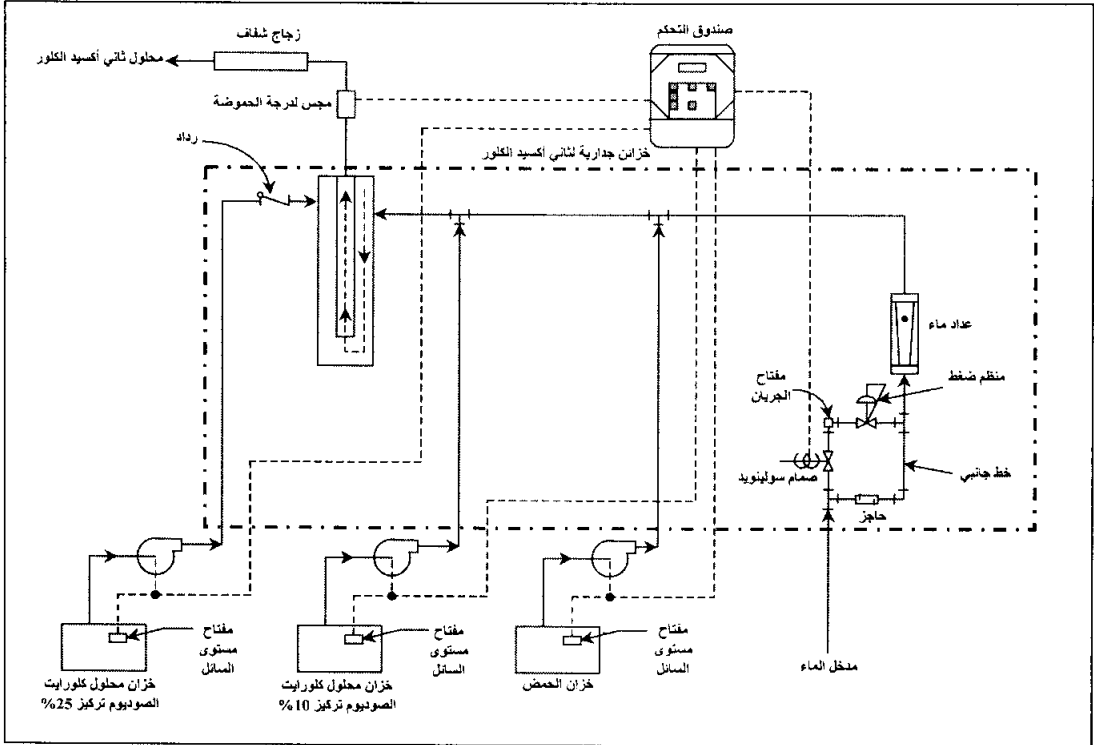 زجاج شفاف
صندوق التحكم
محلول ثاني أكسيد الكلور
مجس لدرجة الحموضة
رداد
خزائن جدارية لثاني أكسيد الكلور
عداد ماء
مفتاح
الجريان
منظم ضغط
صمام سولينويد
خط جانبي
حاجز
مفتاح
مستوى
السائل
مفتاح
مستوى
السائل
مفتاح
مستوى
السائل
مدخل الماء
خزان الحمض
خزان محلول كلورايت
الصوديوم تركيز 10%
خزان محلول كلورايت
الصوديوم تركيز 25%